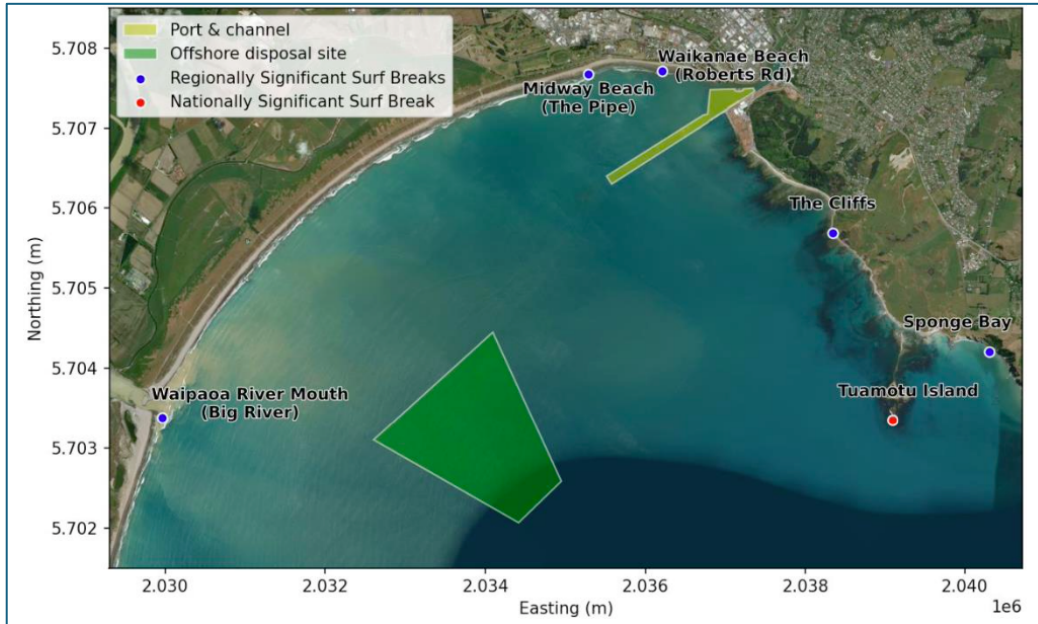 Port & channel
Offshore disposal site
Regionally Significant Surf Breaks
Nationally Significant Surf Break
Waikanae Beach
(Roberts Rd)
Midway Beach
(The Pipe)
The Cliffs
Sponge Bay
Tuamotu Island
Waipaoa River Mouth
(Big River)
Northing (m)
5.708
5.707
5.706
5.705
5.704
5.703
5.702
2.030
2.032
2.034
2.036
2.038
2.040
Easting (m)
1e6